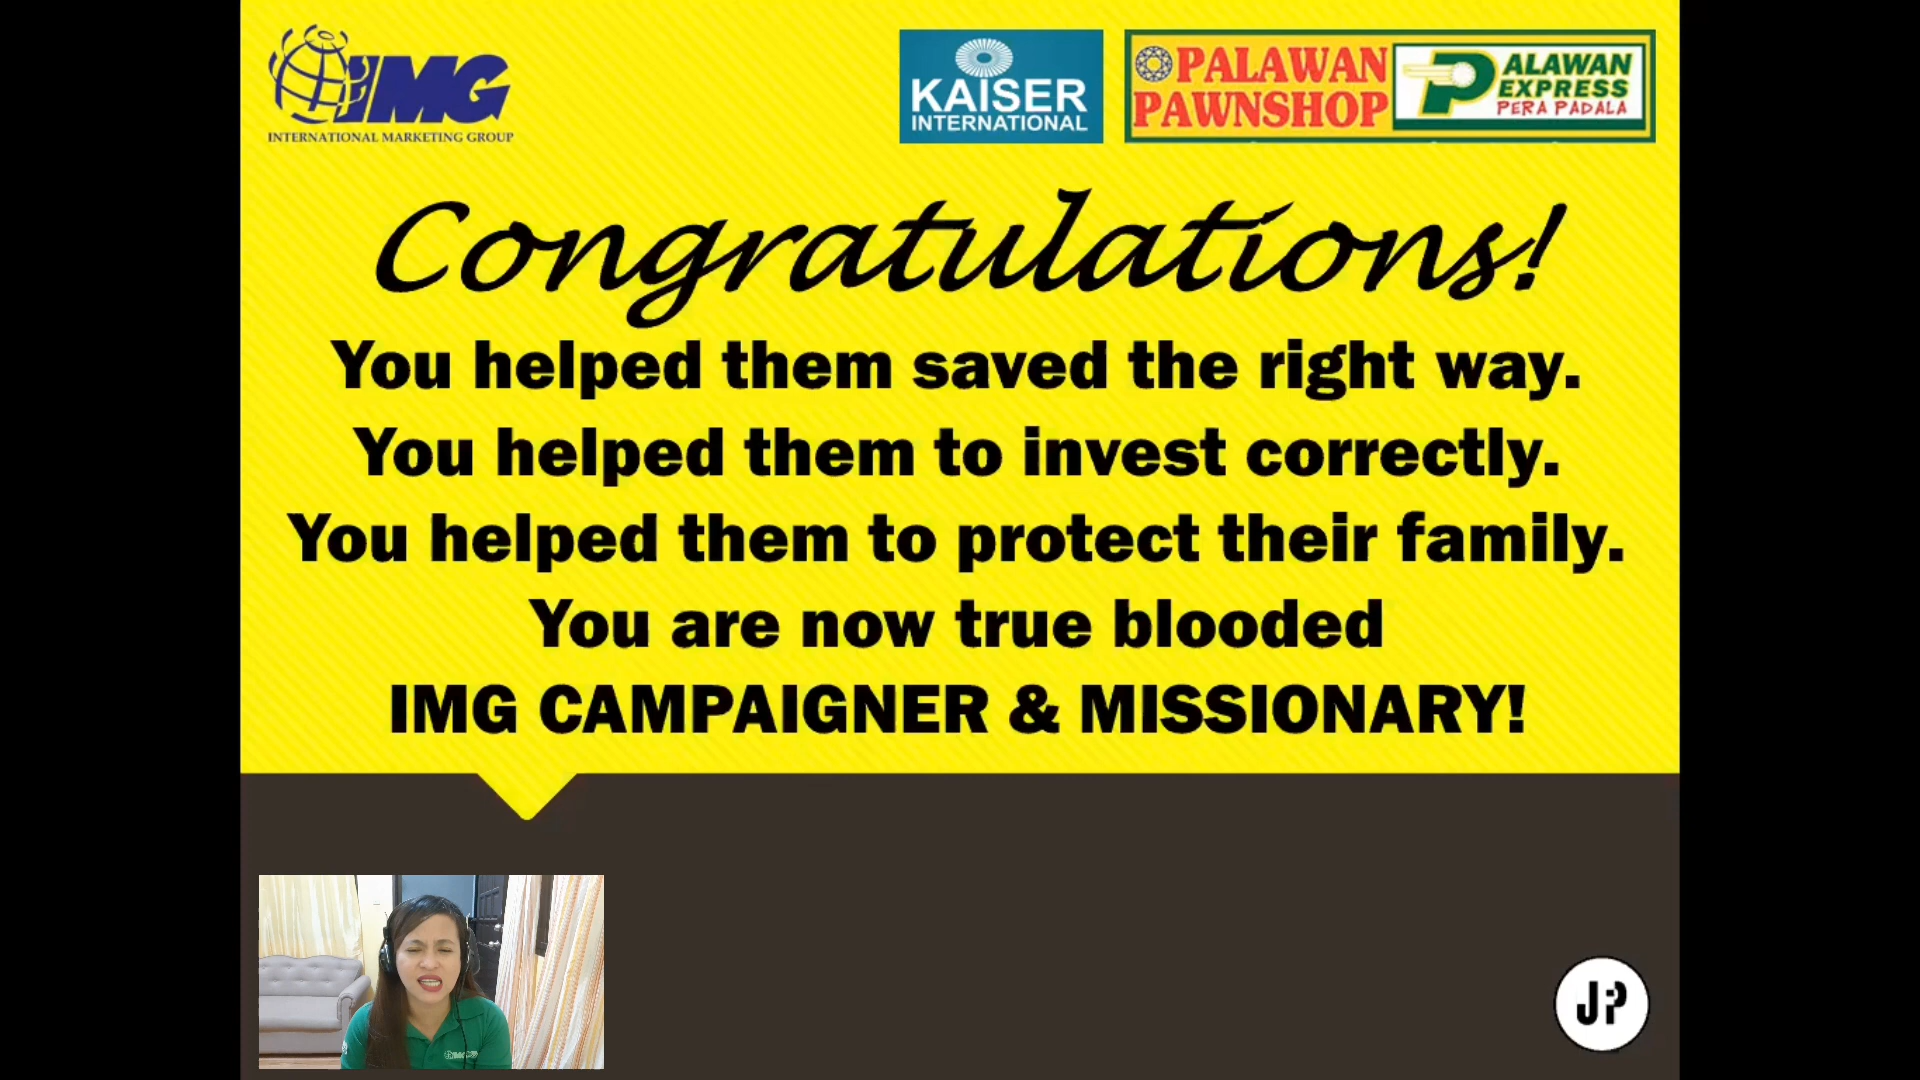 IMG
INTERNATIONAL MARKETING GROUP
KAISER
INTERNATIONAL
PALAWAN
PAWNSHOP
PALAWAN
EXPRESS
PERA PADALA
Congratulations!
You helped them saved the right way.
You helped them to invest correctly.
You helped them to protect their family.
You are now true blooded
IMG CAMPAIGNER & MISSIONARY!
JP